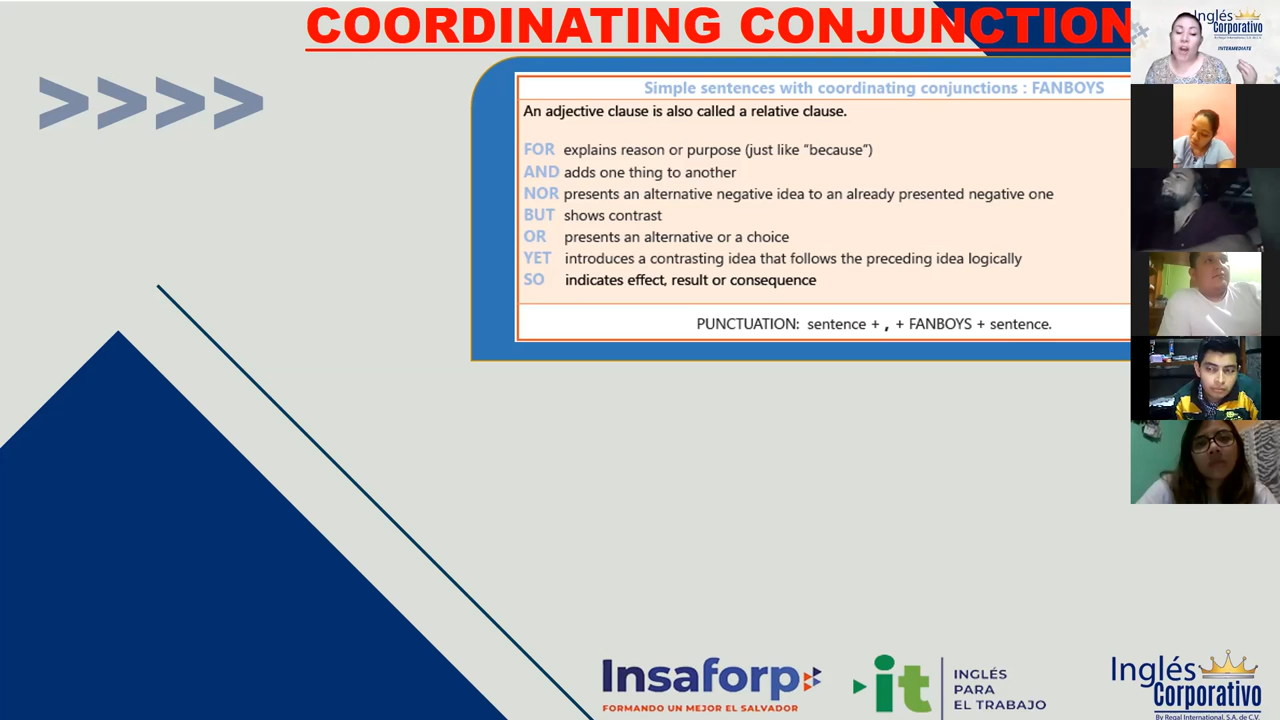 COORDINATING CONJUNCTION
Simple sentences with coordinating conjunctions : FANBOYS
An adjective clause is also called a relative clause.
FOR explains reason or purpose (just like “because”)
AND adds one thing to another
NOR presents an alternative negative idea to an already presented negative one
BUT shows contrast
OR presents an alternative or a choice
YET introduces a contrasting idea that follows the preceding idea logically
SO indicates effect, result or consequence
PUNCTUATION: sentence + , + FANBOYS + sentence.
Inglés
Corporativo
By Regal International, S.A. de C.V.
INTERMEDIATE
Insaforp
FORMANDO UN MEJOR EL SALVADOR
it
INGLÉS
PARA
EL TRABAJO
Inglés
Corporativo
By Regal International, S.A. de C.V.